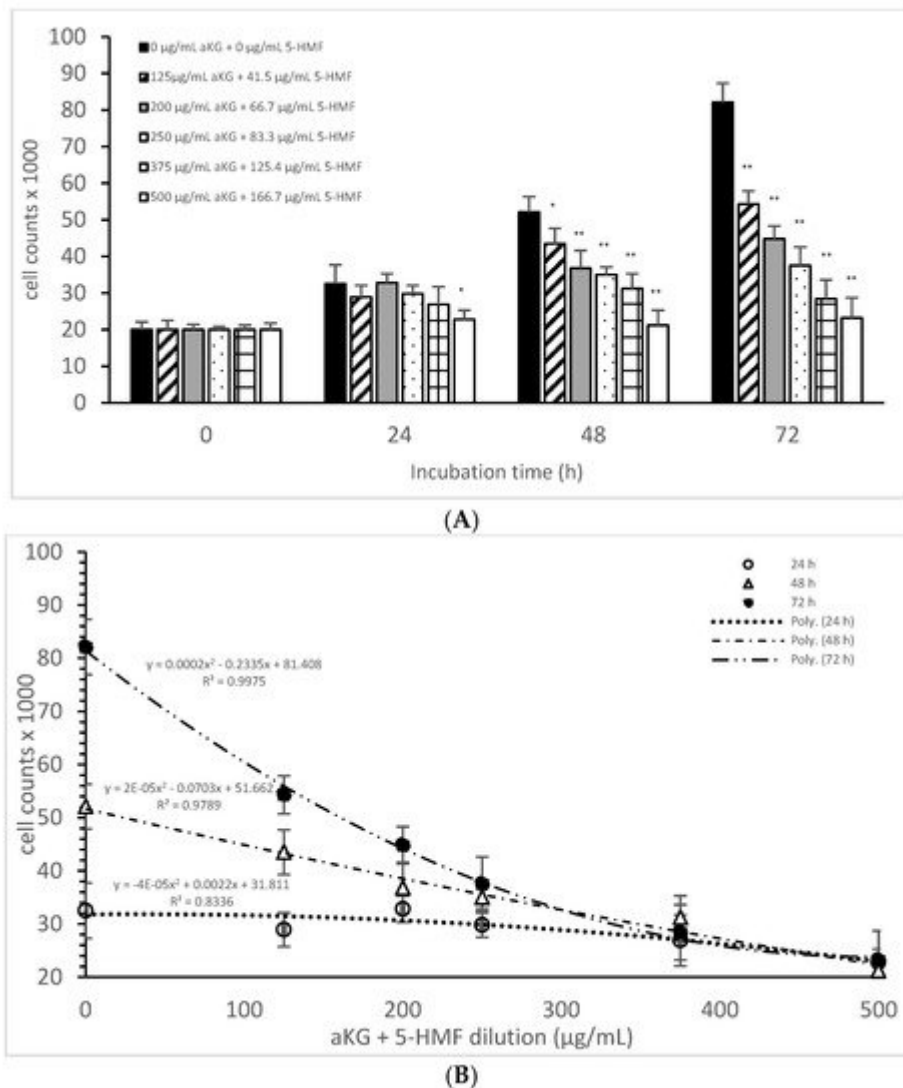 100
90
80
70
60
50
40
30
20
10
0
cell counts x 1000
0 µg/mL aKG + 0 µg/mL 5-HMF
125µg/mL aKG + 41.5 µg/mL 5-HMF
200 µg/mL aKG + 66.7 µg/mL 5-HMF
250 µg/mL aKG + 83.3 µg/mL 5-HMF
375 µg/mL aKG + 125.4 µg/mL 5-HMF
500 µg/mL aKG + 166.7 µg/mL 5-HMF
* * ** ** ** ** ** ** ** ** **
0 24 48 72
Incubation time (h)
(A)
100
90
80
70
60
50
40
30
20
cell counts x 1000
24 h
48 h
72 h
Poly. (24 h)
Poly. (48 h)
Poly. (72 h)
y = 0.0002x² - 0.2335x + 81.408
R² = 0.9975
y = 2E-05x² - 0.0703x + 51.662
R² = 0.9789
y = -4E-05x² + 0.0022x + 31.811
R² = 0.8336
0 100 200 300 400 500
aKG + 5-HMF dilution (µg/mL)
(B)